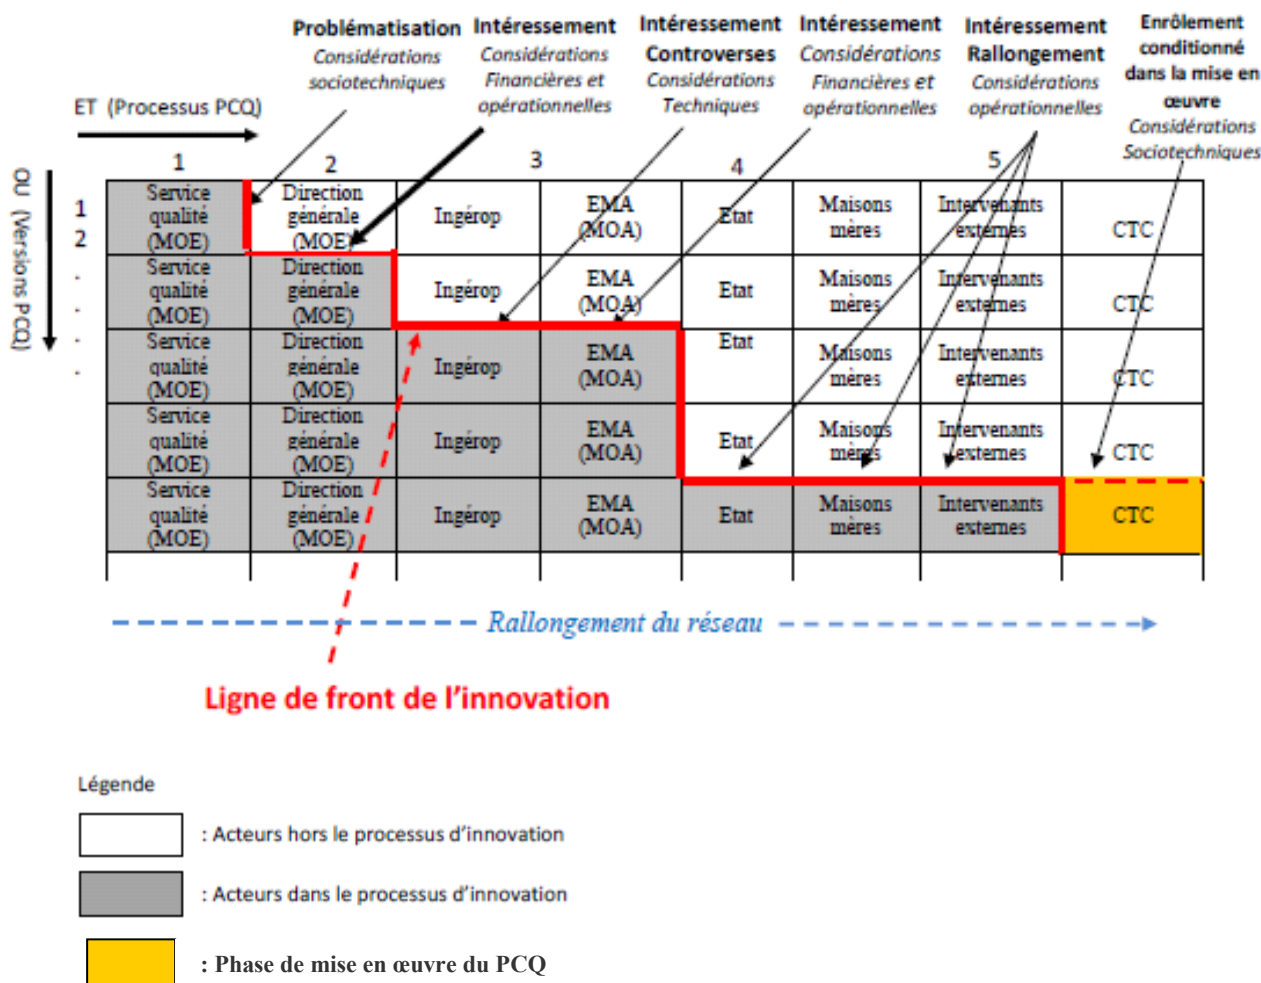 Problématisation
Considérations
sociotechniques
Intéressement
Considérations
Financières et
opérationnelles
Intéressement
Controverses
Considérations
Techniques
Intéressement
Considérations
Financières et
opérationnelles
Intéressement
Rallongement
Considérations
opérationnelles
Enrôlement
conditionné
dans la mise en
œuvre
Considérations
Sociotechniques
ET (Processus PCQ)
OU (Versions PCQ)
1 2 3 4 5
1
2
.
.
.
.
Service
qualité
(MOE)
Direction
générale
(MOE)
Ingérop
EMA
(MOA)
Etat
Maisons
mères
Intervenants
externes
CTC
Service
qualité
(MOE)
Direction
générale
(MOE)
Ingérop
EMA
(MOA)
Etat
Maisons
mères
Intervenants
externes
CTC
Service
qualité
(MOE)
Direction
générale
(MOE)
Ingérop
EMA
(MOA)
Etat
Maisons
mères
Intervenants
externes
CTC
Service
qualité
(MOE)
Direction
générale
(MOE)
Ingérop
EMA
(MOA)
Etat
Maisons
mères
Intervenants
externes
CTC
Service
qualité
(MOE)
Direction
générale
(MOE)
Ingérop
EMA
(MOA)
Etat
Maisons
mères
Intervenants
externes
CTC
Rallongement du réseau
Ligne de front de l’innovation
Légende
: Acteurs hors le processus d’innovation
: Acteurs dans le processus d’innovation
: Phase de mise en œuvre du PCQ